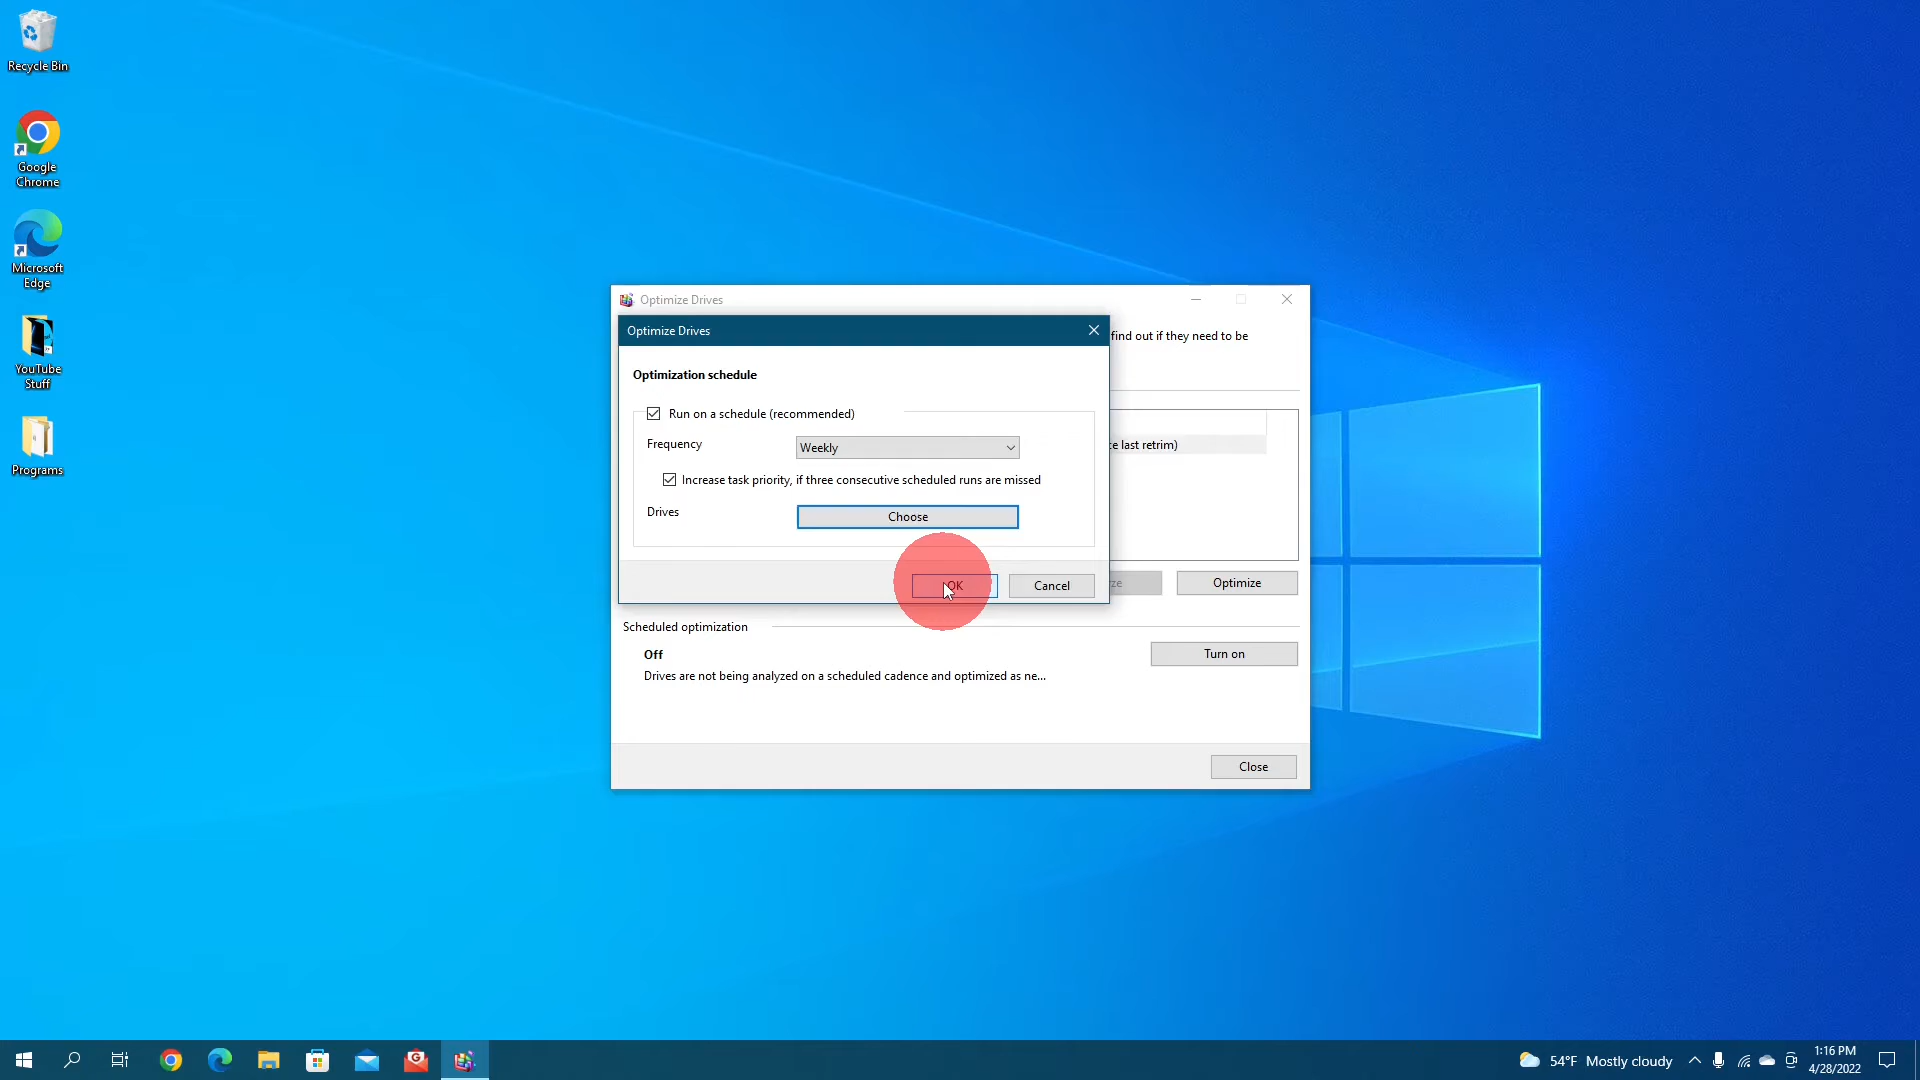 Recycle Bin
Google
Chrome
Microsoft
Edge
YouTube
Stuff
Programs
Optimize Drives
find out if they need to be
Optimize Drives
Optimization schedule
Run on a schedule (recommended)
Frequency
Weekly
ce last retrim)
Increase task priority, if three consecutive scheduled runs are missed
Drives
Choose
OK
Cancel
ze
Optimize
Scheduled optimization
Off
Turn on
Drives are not being analyzed on a scheduled cadence and optimized as ne...
Close
54°F Mostly cloudy
1:16 PM
4/28/2022